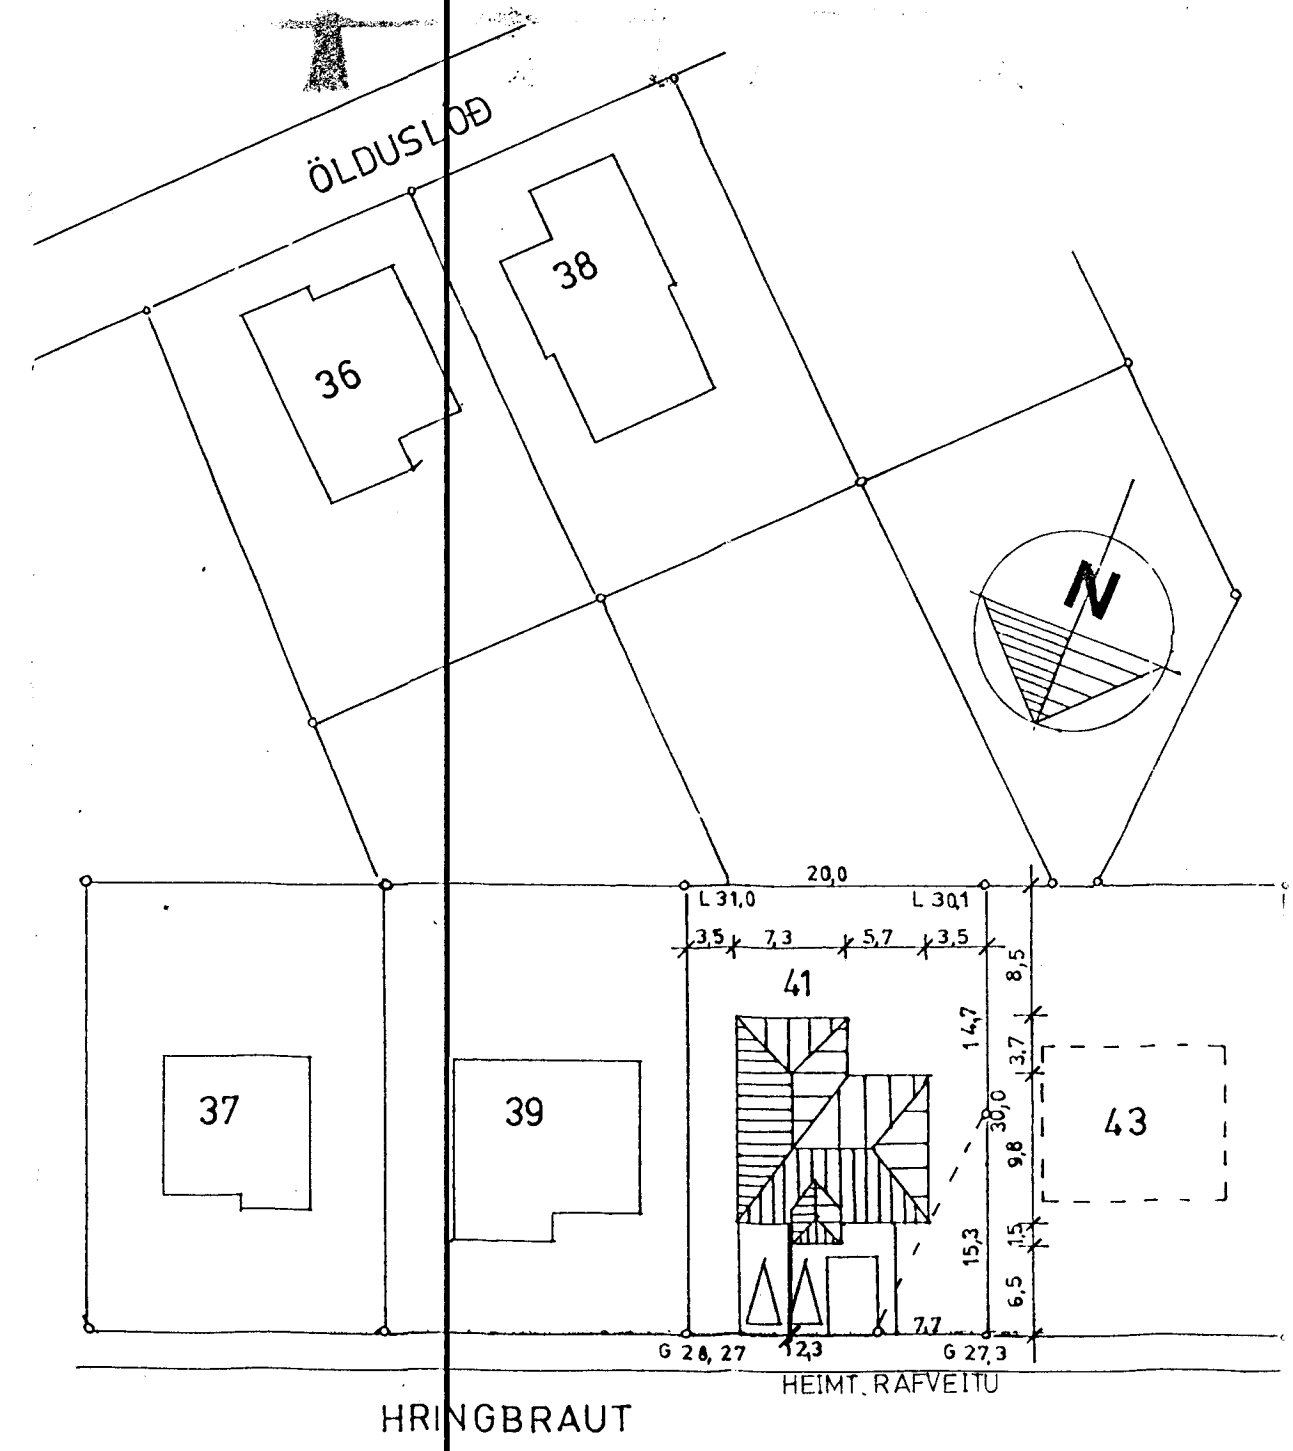 ÖLDUSLÓÐ
38
36
N
20,0
L 31,0
L 30,1
3,5
7,3
5,7
3,5
8,5
41
14,7
3,7
37
39
30,0
43
9,8
15,3
1,5
6,5
7,7
G 28,27
12,3
G 27,3
HEIMT. RAFVEITU
HRINGBRAUT